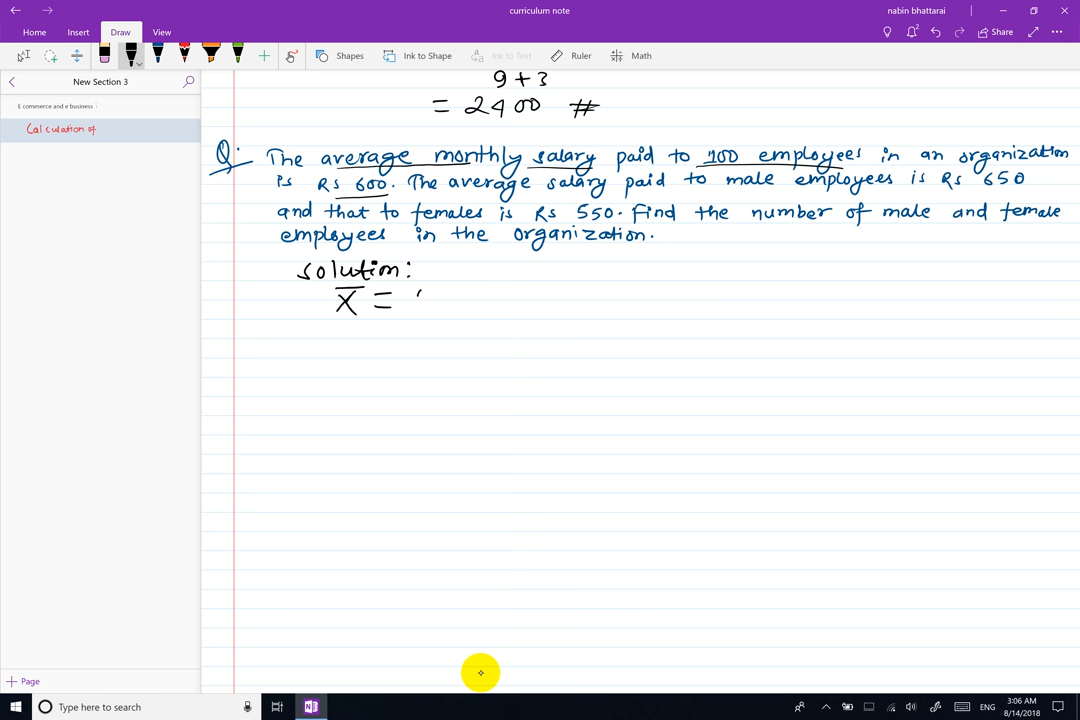 curriculum note
nabin bhattarai
Home Insert Draw View
Share
Shapes Ink to Shape Ink to Text Ruler Math
New Section 3
E commerce and e business :
Calculation of
9 + 3
= 2400 #
Q: The average monthly salary paid to 100 employees in an organization
is Rs 600. The average salary paid to male employees is Rs 650
and that to females is Rs 550. Find the number of male and female
employees in the organization.
solution:
X̅ =
+ Page
Type here to search
ENG
3:06 AM
8/14/2018